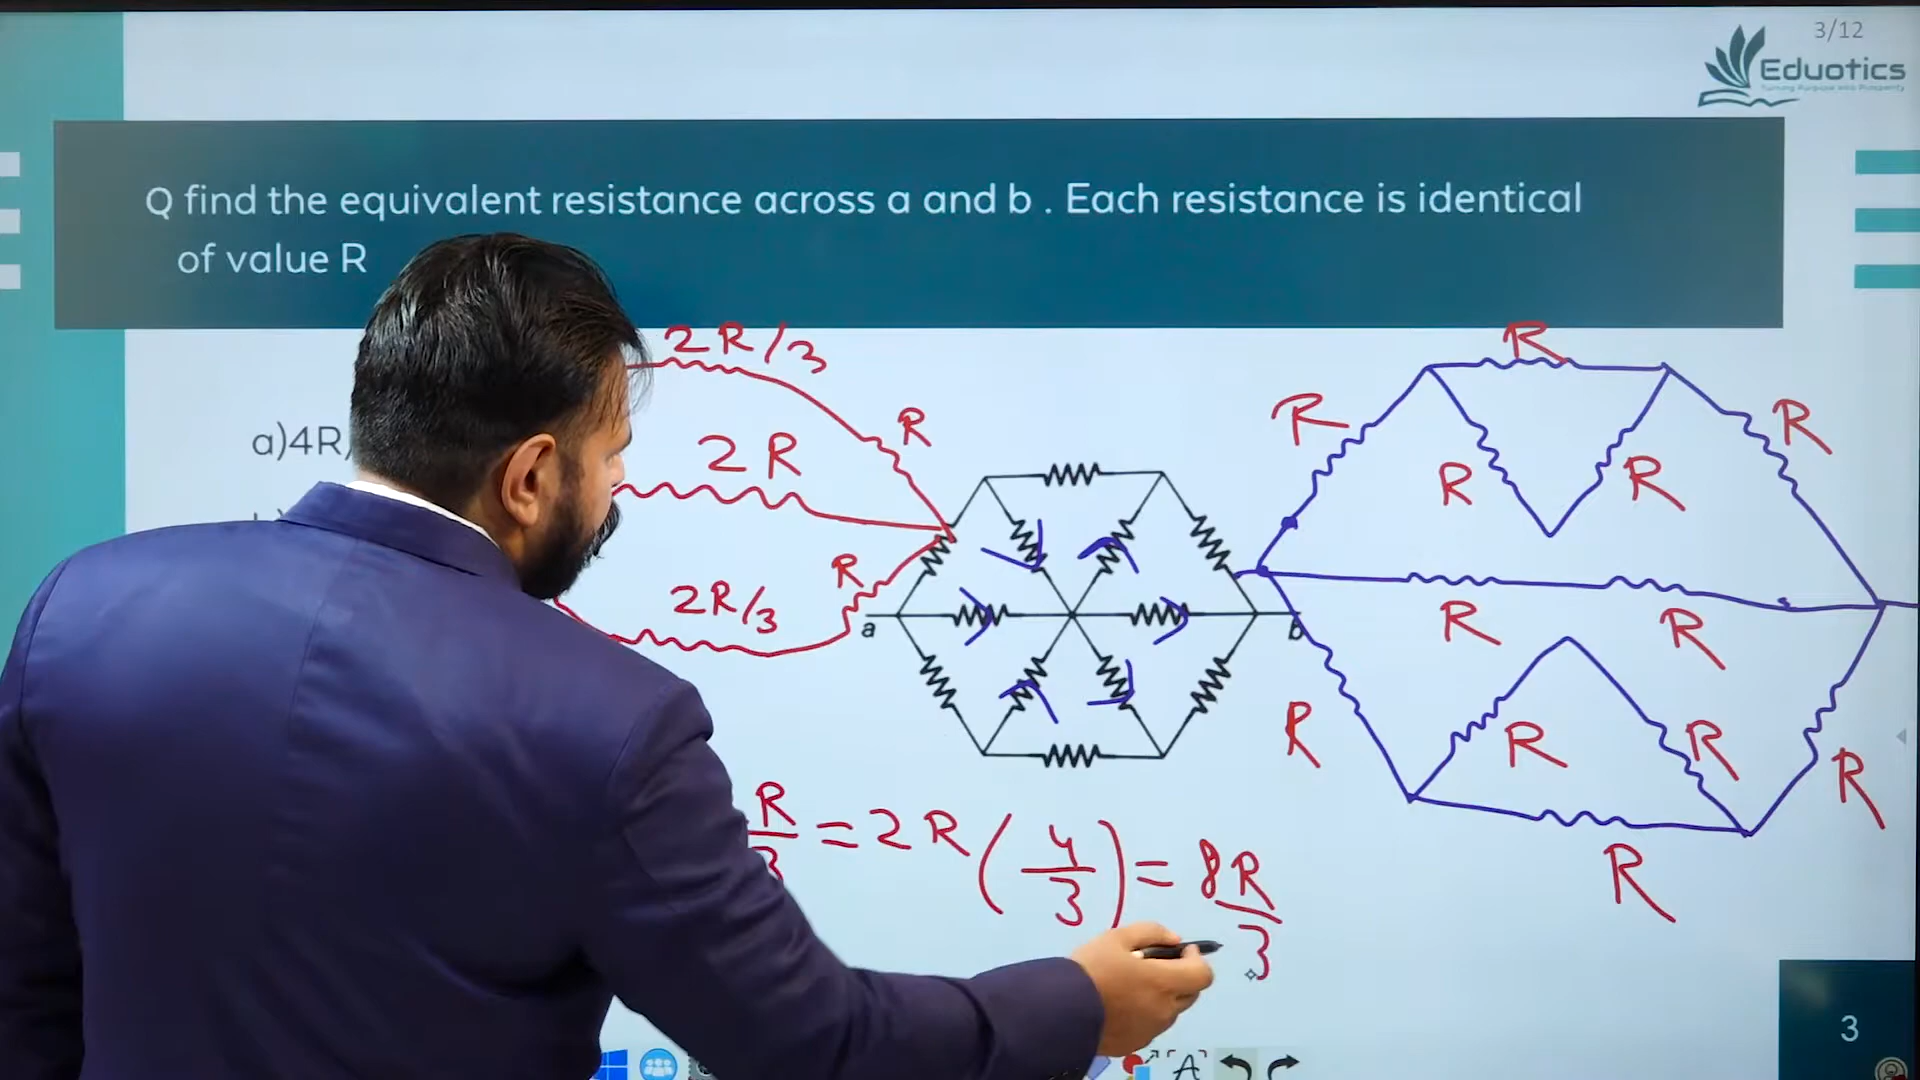 3/12
Eduotics
Q find the equivalent resistance across a and b . Each resistance is identical
of value R
a)4R
2R/3
R
2R
R
2R/3
a
b
R
R
R
R
R
R
R
R
R
R
R
R
R/3 = 2R (4/3) = 8R/3
3